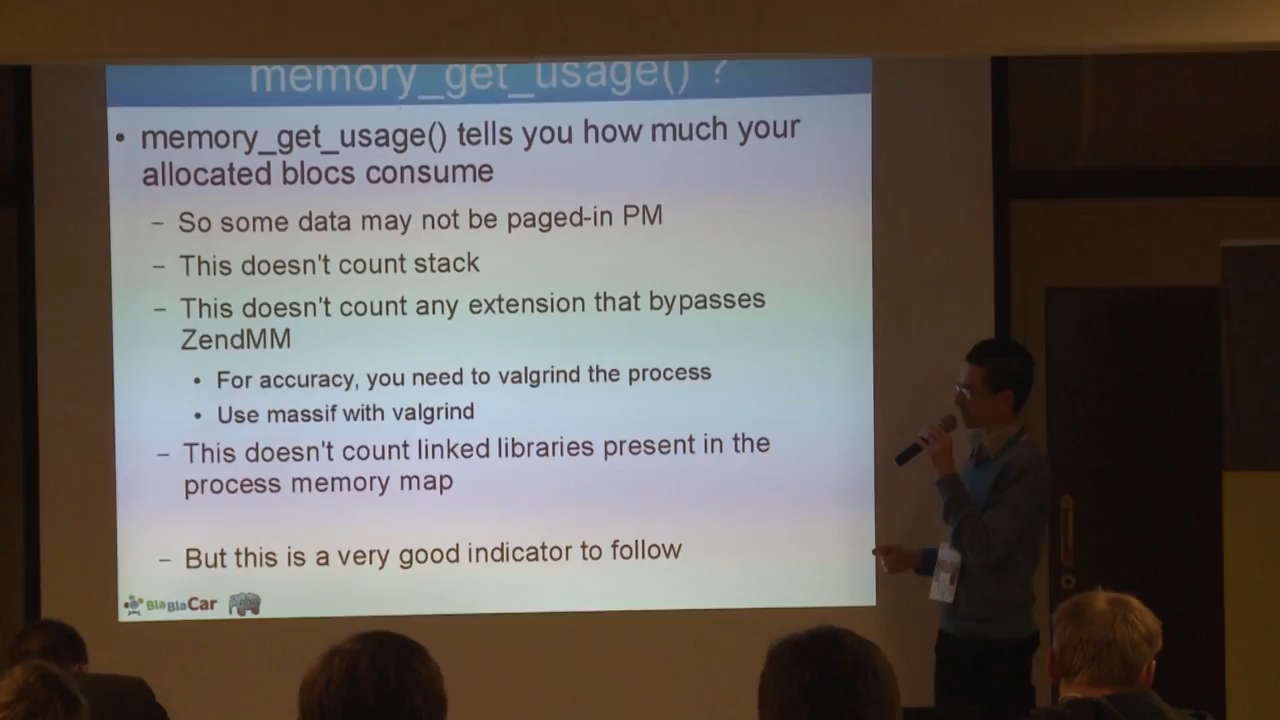 memory_get_usage() ?
• memory_get_usage() tells you how much your
allocated blocs consume
– So some data may not be paged-in PM
– This doesn't count stack
– This doesn't count any extension that bypasses
ZendMM
• For accuracy, you need to valgrind the process
• Use massif with valgrind
– This doesn't count linked libraries present in the
process memory map
– But this is a very good indicator to follow
BlaBlaCar